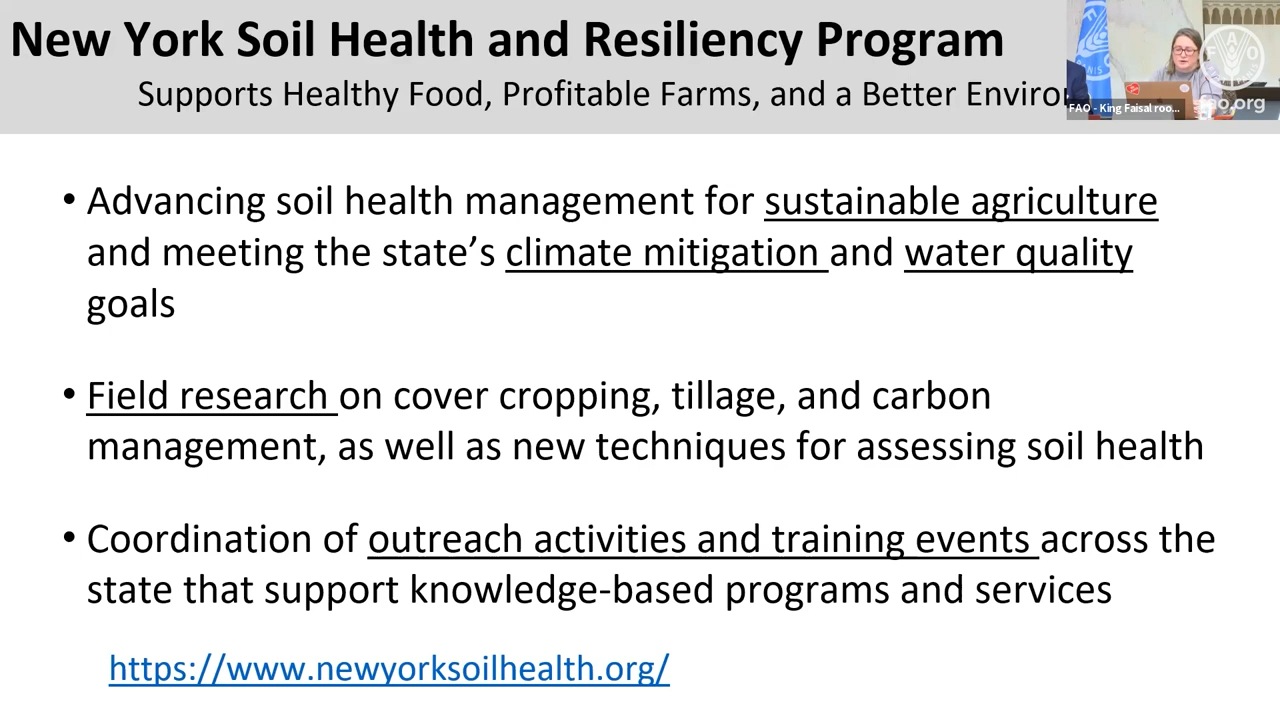 New York Soil Health and Resiliency Program
Supports Healthy Food, Profitable Farms, and a Better Enviro
FAO - King Faisal roo...
fao.org
• Advancing soil health management for sustainable agriculture
and meeting the state’s climate mitigation and water quality
goals
• Field research on cover cropping, tillage, and carbon
management, as well as new techniques for assessing soil health
• Coordination of outreach activities and training events across the
state that support knowledge-based programs and services
https://www.newyorksoilhealth.org/